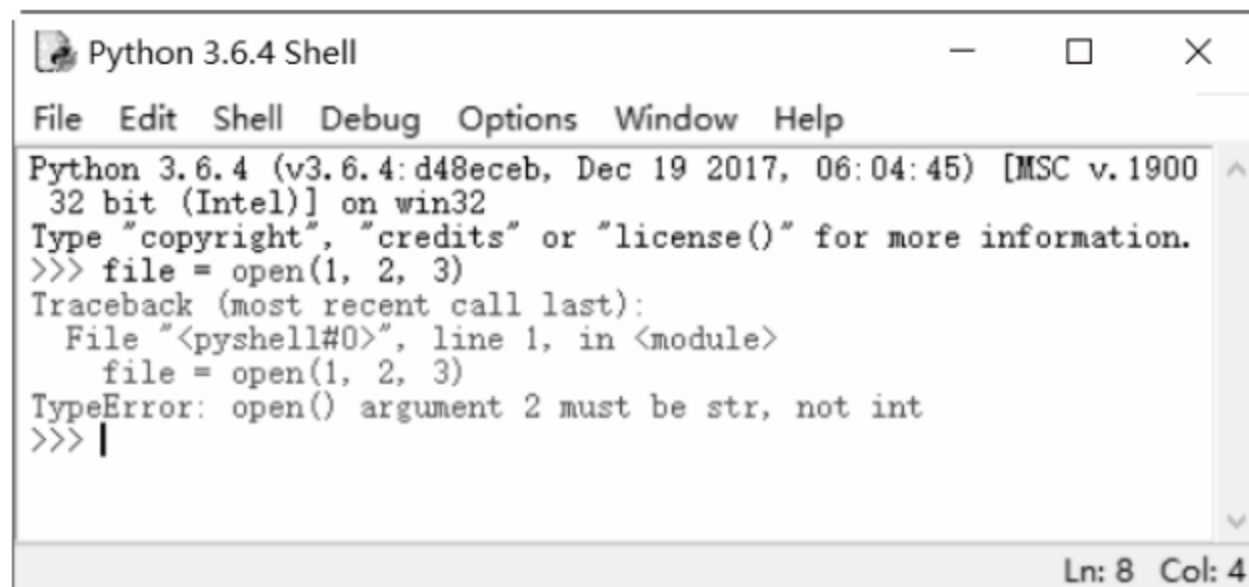 Python 3.6.4 Shell
File Edit Shell Debug Options Window Help
Python 3.6.4 (v3.6.4:d48eceb, Dec 19 2017, 06:04:45) [MSC v.1900
 32 bit (Intel)] on win32
Type "copyright", "credits" or "license()" for more information.
>>> file = open(1, 2, 3)
Traceback (most recent call last):
  File "<pyshell#0>", line 1, in <module>
    file = open(1, 2, 3)
TypeError: open() argument 2 must be str, not int
>>>
Ln: 8 Col: 4